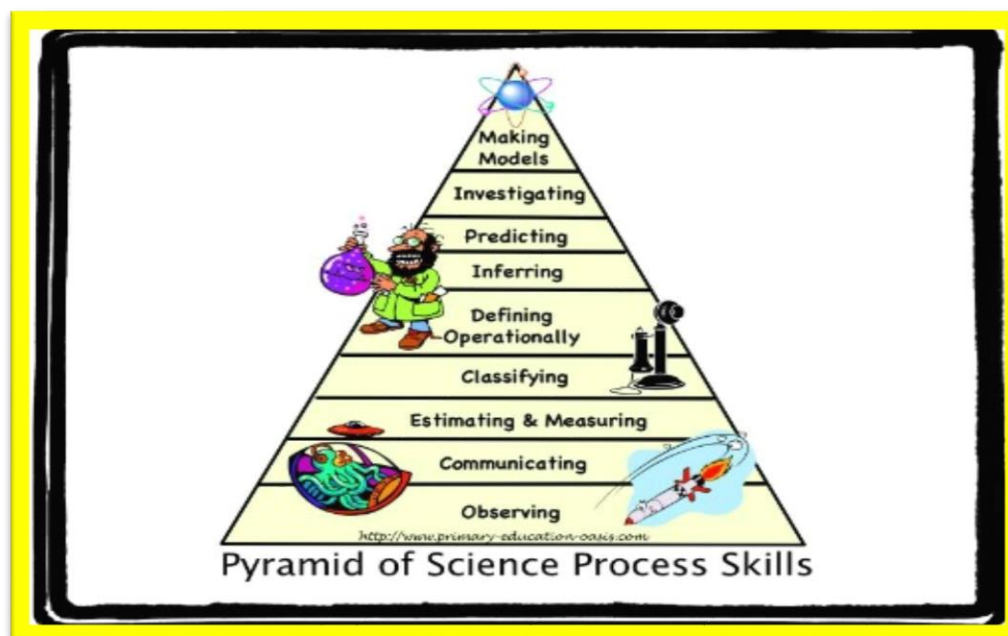 Making
Models
Investigating
Predicting
Inferring
Defining
Operationally
Classifying
Estimating & Measuring
Communicating
Observing
http://www.primary-education-oasis.com
Pyramid of Science Process Skills